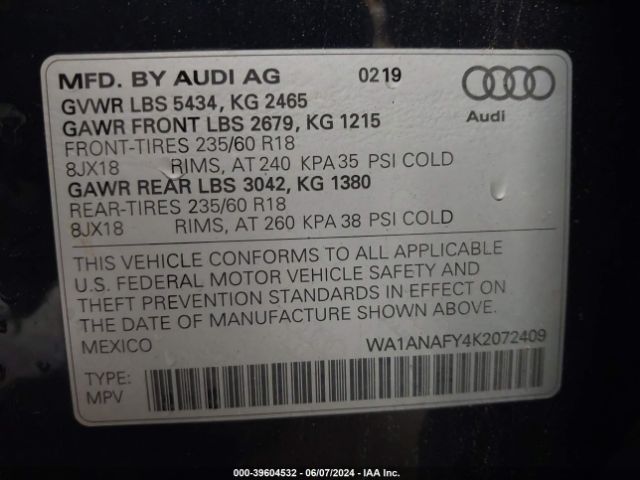 MFD. BY AUDI AG 0219
GVWR LBS 5434, KG 2465
GAWR FRONT LBS 2679, KG 1215
FRONT-TIRES 235/60 R18
8JX18 RIMS, AT 240 KPA 35 PSI COLD
GAWR REAR LBS 3042, KG 1380
REAR-TIRES 235/60 R18
8JX18 RIMS, AT 260 KPA 38 PSI COLD
Audi
THIS VEHICLE CONFORMS TO ALL APPLICABLE
U.S. FEDERAL MOTOR VEHICLE SAFETY AND
THEFT PREVENTION STANDARDS IN EFFECT ON
THE DATE OF MANUFACTURE SHOWN ABOVE.
MEXICO WA1ANAFY4K2072409
TYPE:
MPV
000-39604532 - 06/07/2024 - IAA Inc.